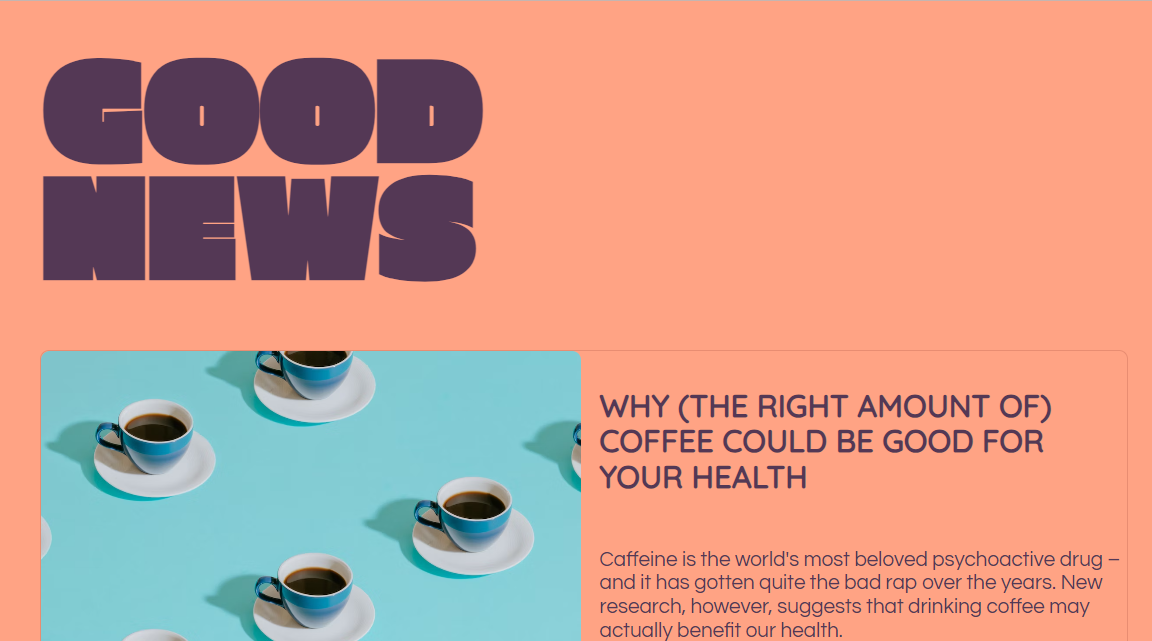 GOOD
NEWS
WHY (THE RIGHT AMOUNT OF)
COFFEE COULD BE GOOD FOR
YOUR HEALTH
Caffeine is the world's most beloved psychoactive drug –
and it has gotten quite the bad rap over the years. New
research, however, suggests that drinking coffee may
actually benefit our health.